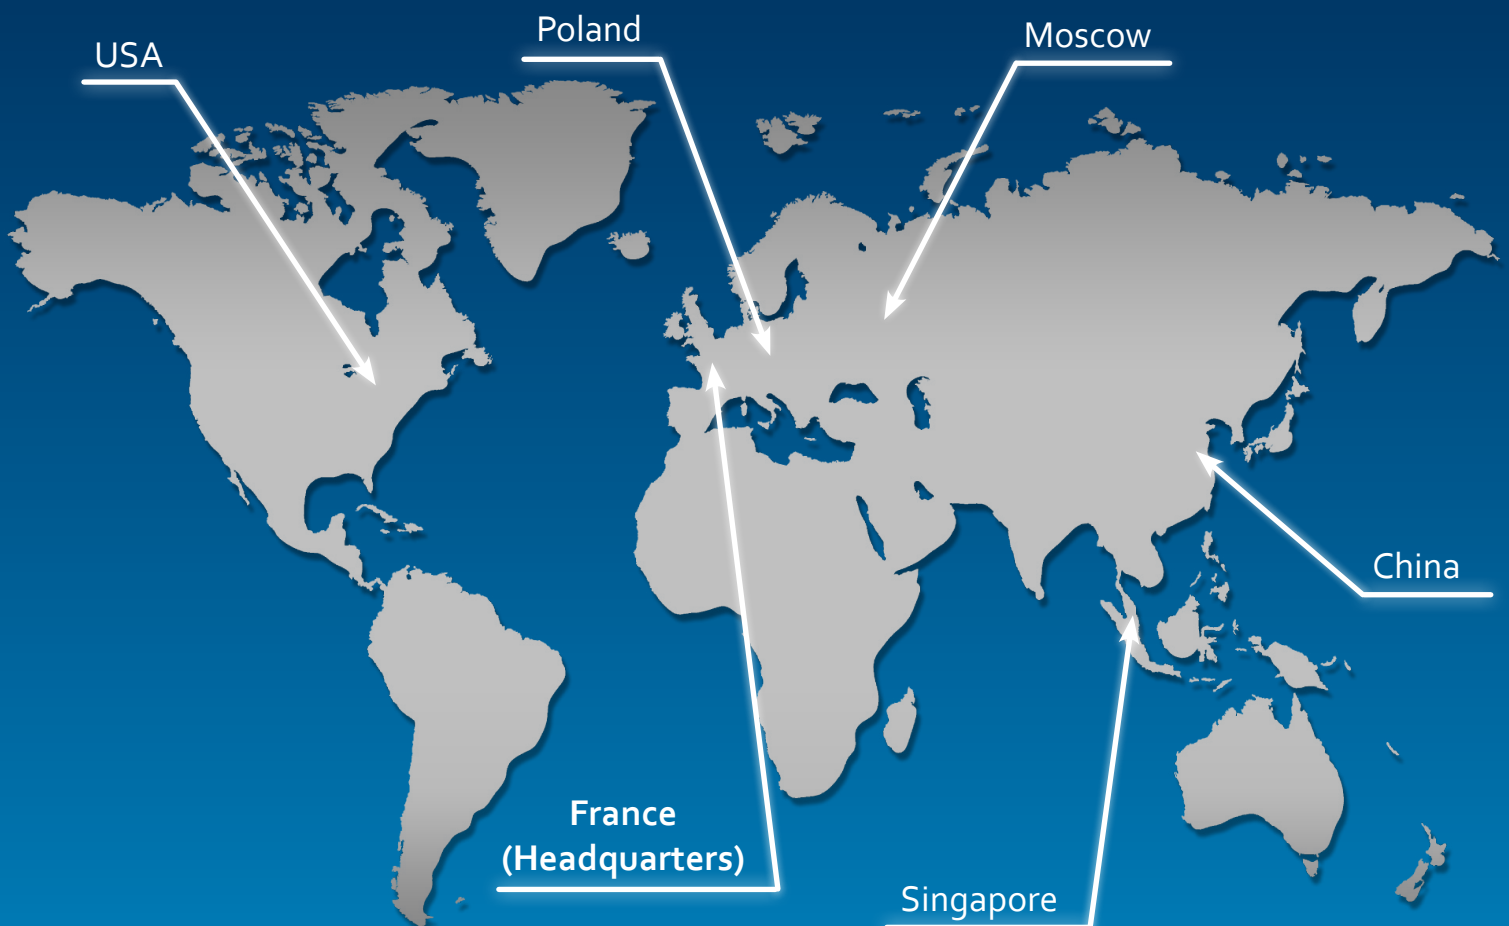 Poland
Moscow
USA
China
France
(Headquarters)
Singapore